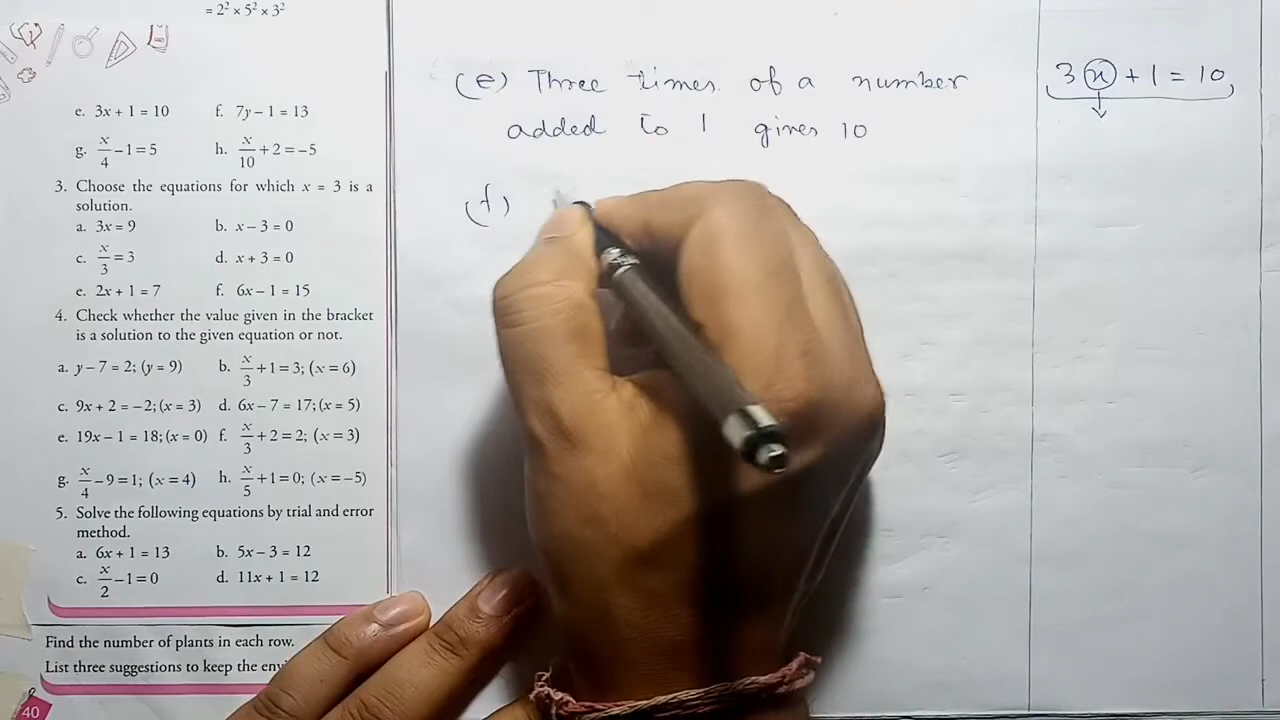 = 2² × 5² × 3²
e. 3x + 1 = 10 f. 7y − 1 = 13
g. x/4 − 1 = 5 h. x/10 + 2 = −5
3. Choose the equations for which x = 3 is a
solution.
a. 3x = 9 b. x − 3 = 0
c. x/3 = 3 d. x + 3 = 0
e. 2x + 1 = 7 f. 6x − 1 = 15
4. Check whether the value given in the bracket
is a solution to the given equation or not.
a. y − 7 = 2; (y = 9) b. x/3 + 1 = 3; (x = 6)
c. 9x + 2 = −2; (x = 3) d. 6x − 7 = 17; (x = 5)
e. 19x − 1 = 18; (x = 0) f. x/3 + 2 = 2; (x = 3)
g. x/4 − 9 = 1; (x = 4) h. x/5 + 1 = 0; (x = −5)
5. Solve the following equations by trial and error
method.
a. 6x + 1 = 13 b. 5x − 3 = 12
c. x/2 − 1 = 0 d. 11x + 1 = 12
Find the number of plants in each row.
List three suggestions to keep the
40
(e) Three times of a number
added to 1 gives 10
(f)
3x + 1 = 10